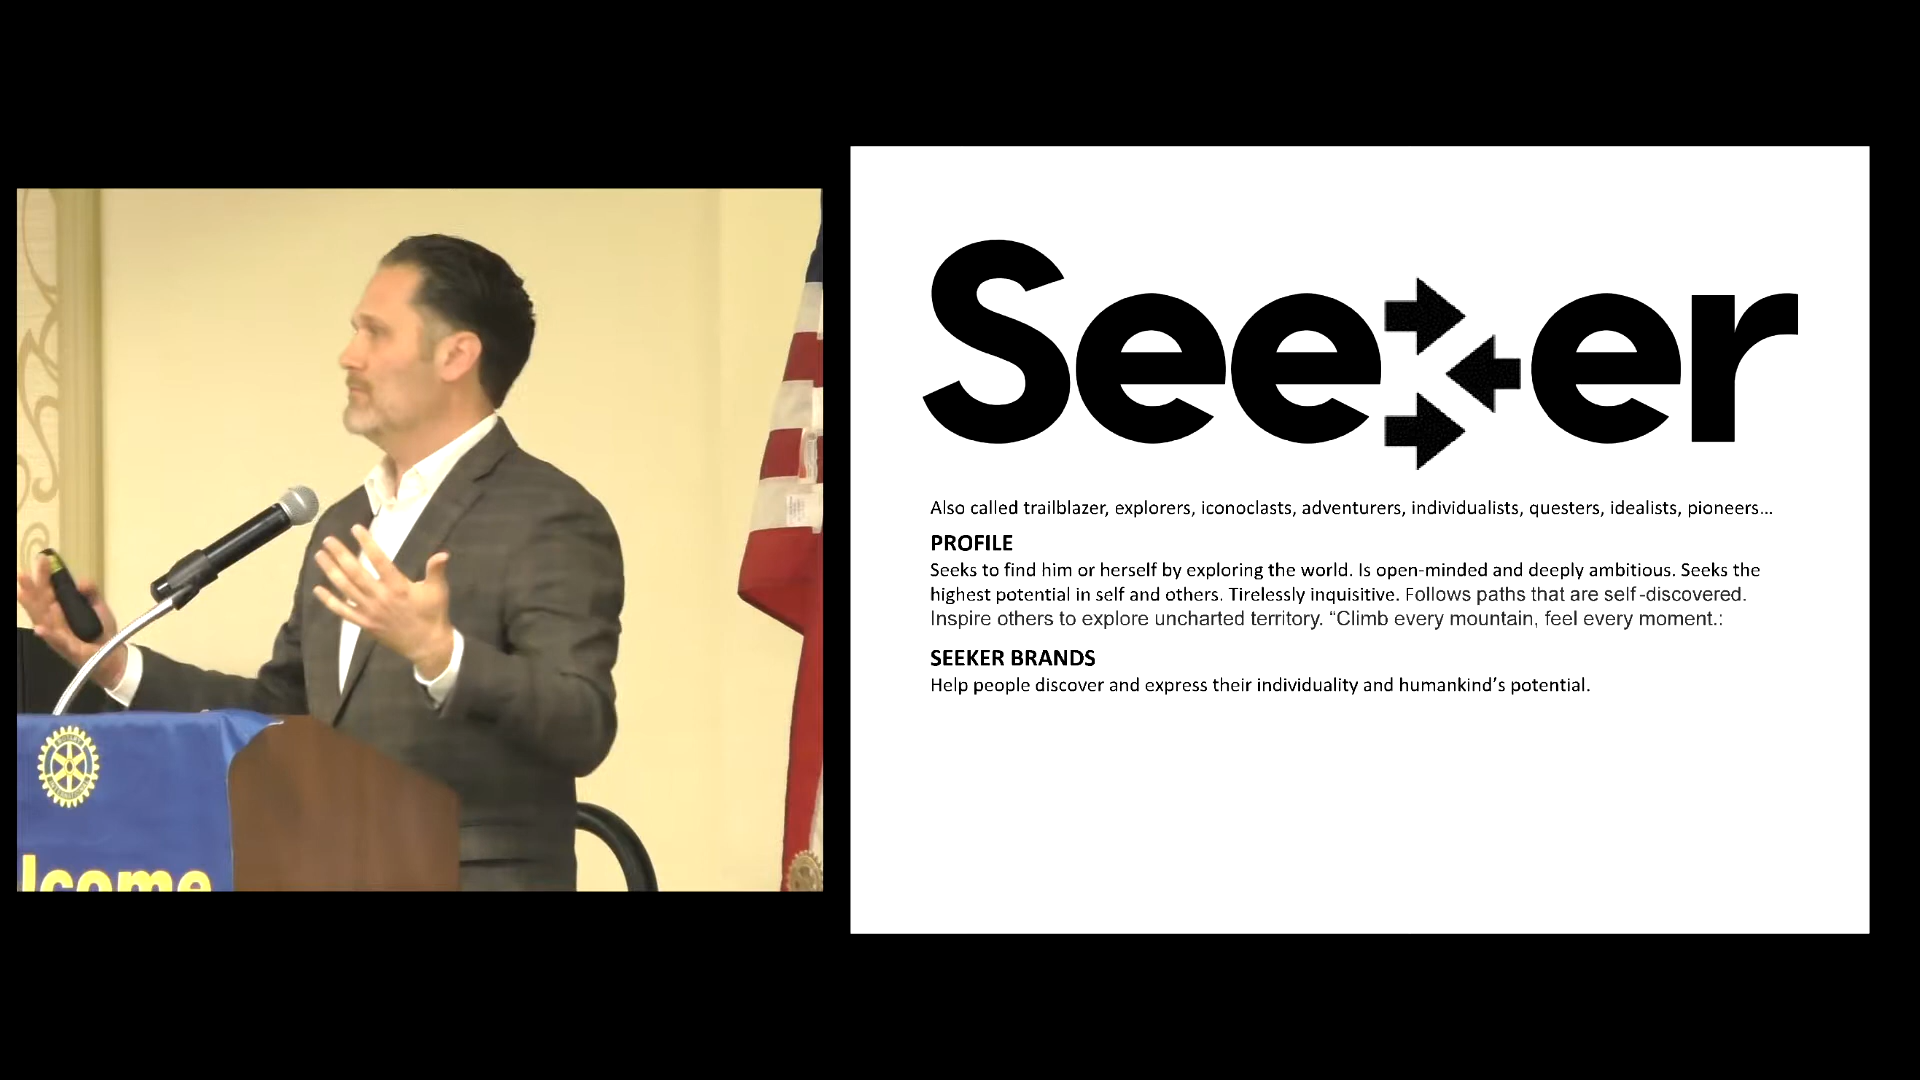 Seeker
Also called trailblazer, explorers, iconoclasts, adventurers, individualists, questers, idealists, pioneers...
PROFILE
Seeks to find him or herself by exploring the world. Is open-minded and deeply ambitious. Seeks the
highest potential in self and others. Tirelessly inquisitive. Follows paths that are self-discovered.
Inspire others to explore uncharted territory. “Climb every mountain, feel every moment.:
SEEKER BRANDS
Help people discover and express their individuality and humankind’s potential.
ROTARY
INTERNATIONAL
lcome